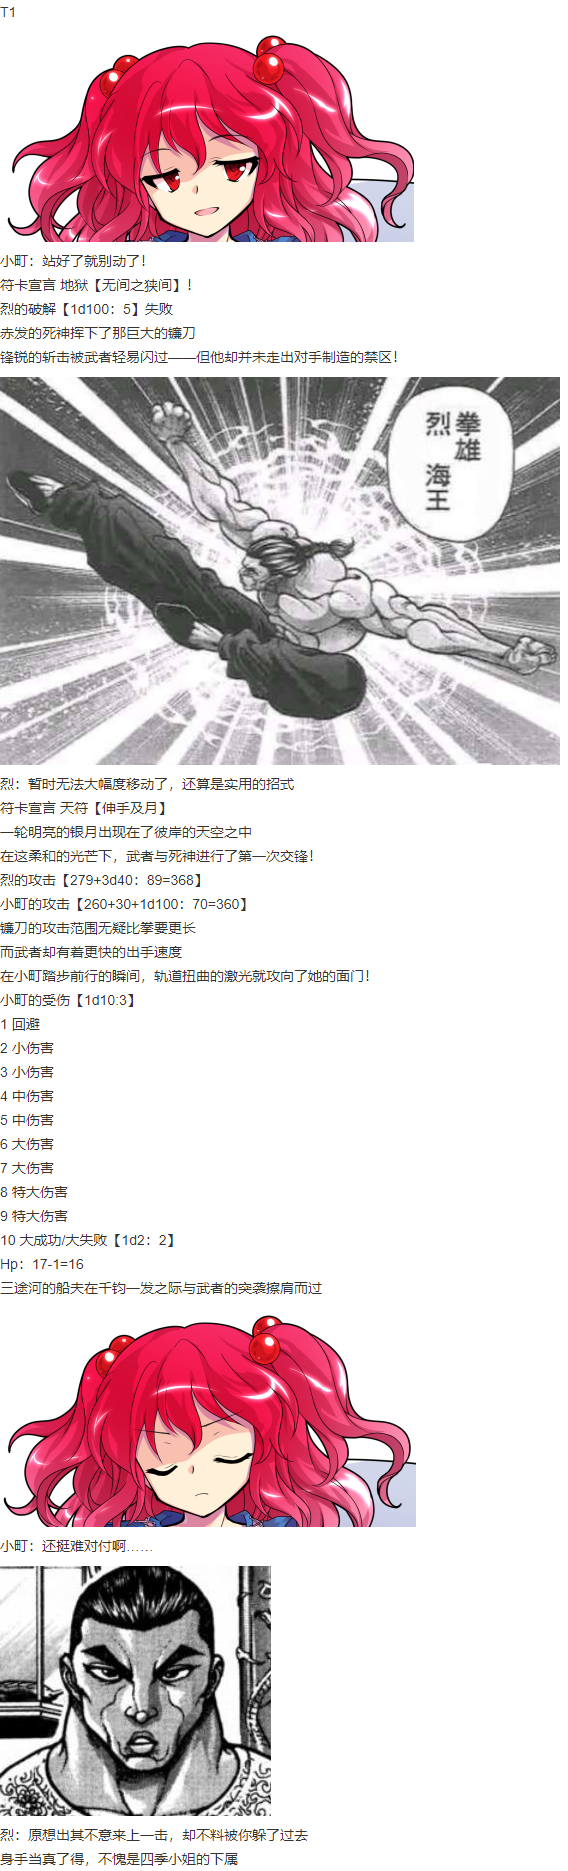 T1
小町：站好了就别动了！
符卡宣言 地狱【无间之狭间】！
烈的破解【1d100：5】失败
赤发的死神挥下了那巨大的镰刀
锋锐的斩击被武者轻易闪过——但他却并未走出对手制造的禁区！
拳雄
烈 海王
烈：暂时无法大幅度移动了，还算是实用的招式
符卡宣言 天符【伸手及月】
一轮明亮的银月出现在了彼岸的天空之中
在这柔和的光芒下，武者与死神进行了第一次交锋！
烈的攻击【279+3d40：89=368】
小町的攻击【260+30+1d100：70=360】
镰刀的攻击范围无疑比拳要更长
而武者却有着更快的出手速度
在小町踏步前行的瞬间，轨道扭曲的激光就攻向了她的面门！
小町的受伤【1d10:3】
1 回避
2 小伤害
3 小伤害
4 中伤害
5 中伤害
6 大伤害
7 大伤害
8 特大伤害
9 特大伤害
10 大成功/大失败【1d2：2】
Hp：17-1=16
三途河的船夫在千钧一发之际与武者的突袭擦肩而过
小町：还挺难对付啊……
烈：原想出其不意来上一击，却不料被你躲了过去
身手当真了得，不愧是四季小姐的下属